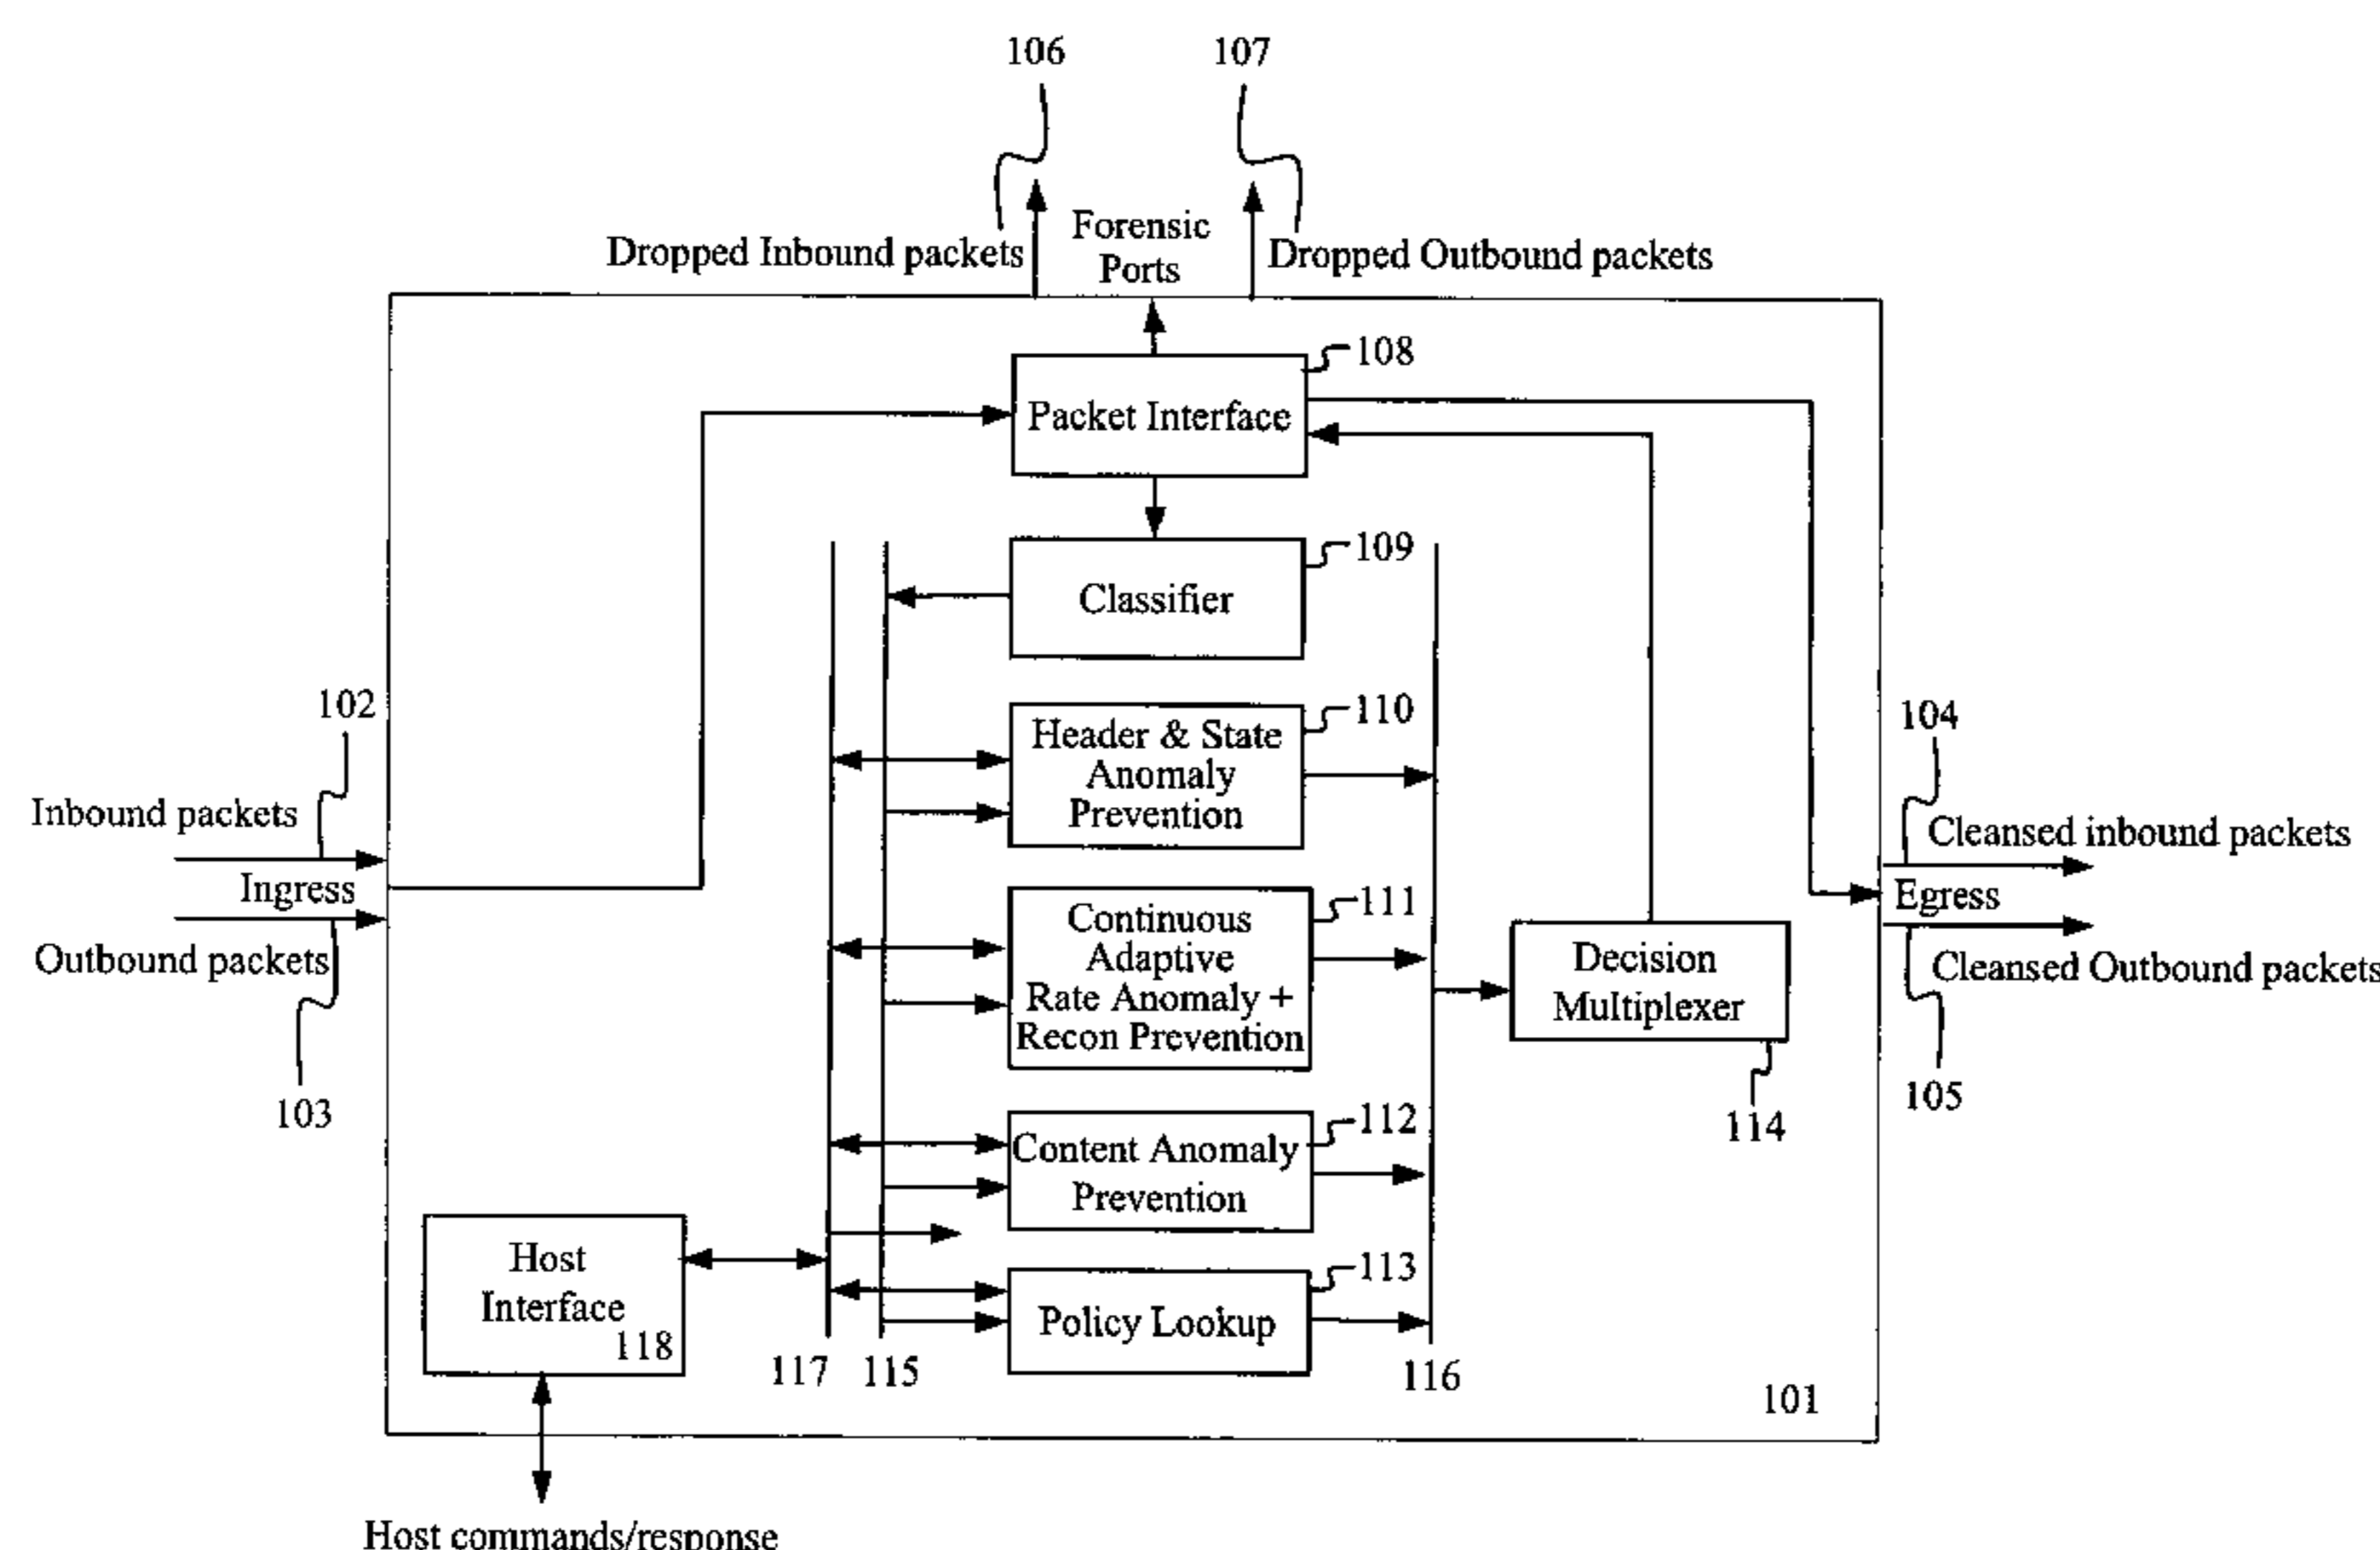 106
107
Forensic
Ports
Dropped Inbound packets
Dropped Outbound packets
108
Packet Interface
109
Classifier
102
110
Header & State
Anomaly
Prevention
104
Inbound packets
Cleansed inbound packets
Ingress
Egress
Outbound packets
Cleansed Outbound packets
111
Continuous
Adaptive
Rate Anomaly +
Recon Prevention
Decision
Multiplexer
103
105
114
112
Content Anomaly
Prevention
Host
Interface
118
113
Policy Lookup
117
115
116
101
Host commands/response